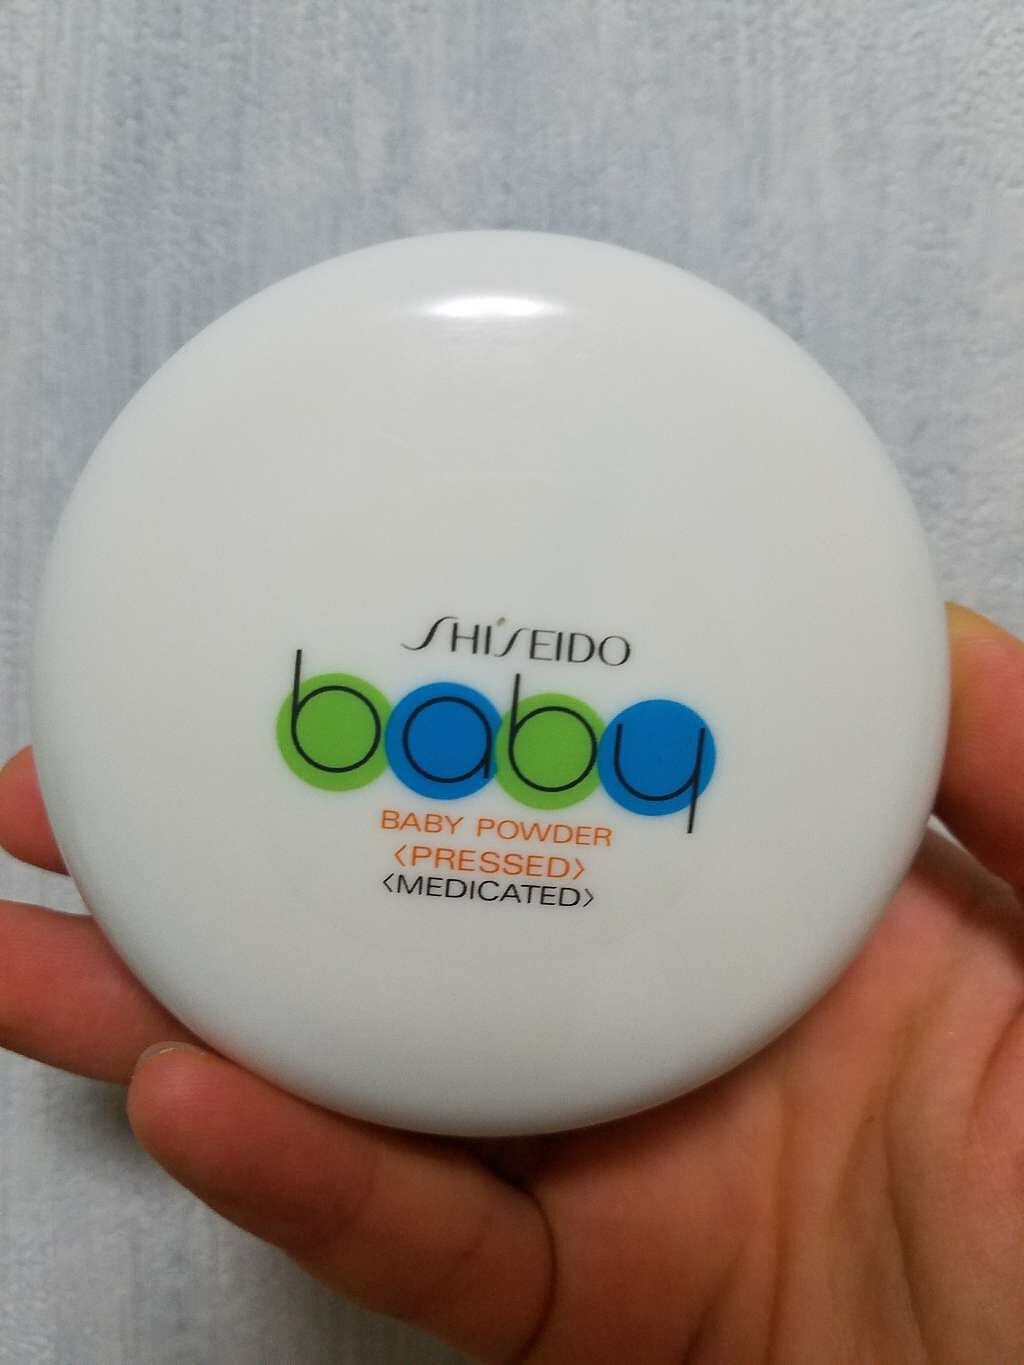 SHISEIDO
baby
BABY POWDER
〈PRESSED〉
〈MEDICATED〉